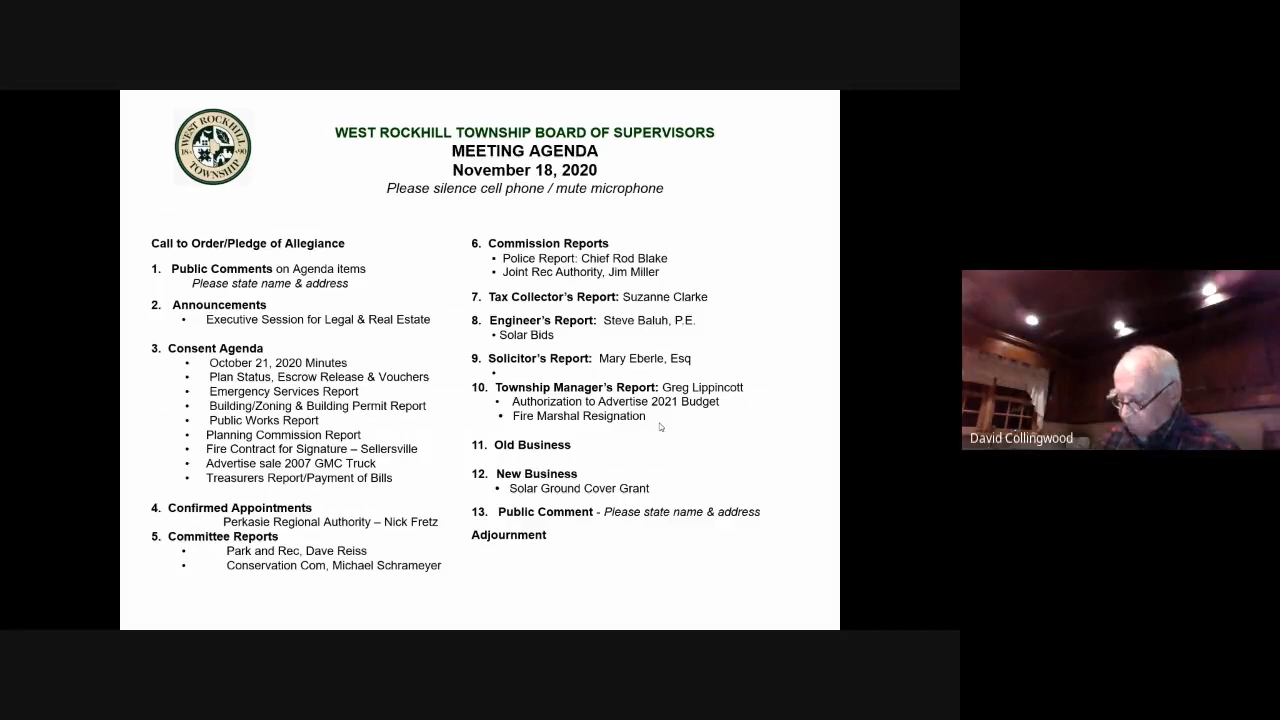 WEST ROCKHILL
18 90
TOWNSHIP
WEST ROCKHILL TOWNSHIP BOARD OF SUPERVISORS
MEETING AGENDA
November 18, 2020
Please silence cell phone / mute microphone
Call to Order/Pledge of Allegiance
1. Public Comments on Agenda items
Please state name & address
2. Announcements
• Executive Session for Legal & Real Estate
3. Consent Agenda
• October 21, 2020 Minutes
• Plan Status, Escrow Release & Vouchers
• Emergency Services Report
• Building/Zoning & Building Permit Report
• Public Works Report
• Planning Commission Report
• Fire Contract for Signature – Sellersville
• Advertise sale 2007 GMC Truck
• Treasurers Report/Payment of Bills
4. Confirmed Appointments
Perkasie Regional Authority – Nick Fretz
5. Committee Reports
• Park and Rec, Dave Reiss
• Conservation Com, Michael Schrameyer
6. Commission Reports
• Police Report: Chief Rod Blake
• Joint Rec Authority, Jim Miller
7. Tax Collector's Report: Suzanne Clarke
8. Engineer's Report: Steve Baluh, P.E.
• Solar Bids
9. Solicitor's Report: Mary Eberle, Esq
•
10. Township Manager's Report: Greg Lippincott
• Authorization to Advertise 2021 Budget
• Fire Marshal Resignation
11. Old Business
12. New Business
• Solar Ground Cover Grant
13. Public Comment - Please state name & address
Adjournment
David Collingwood